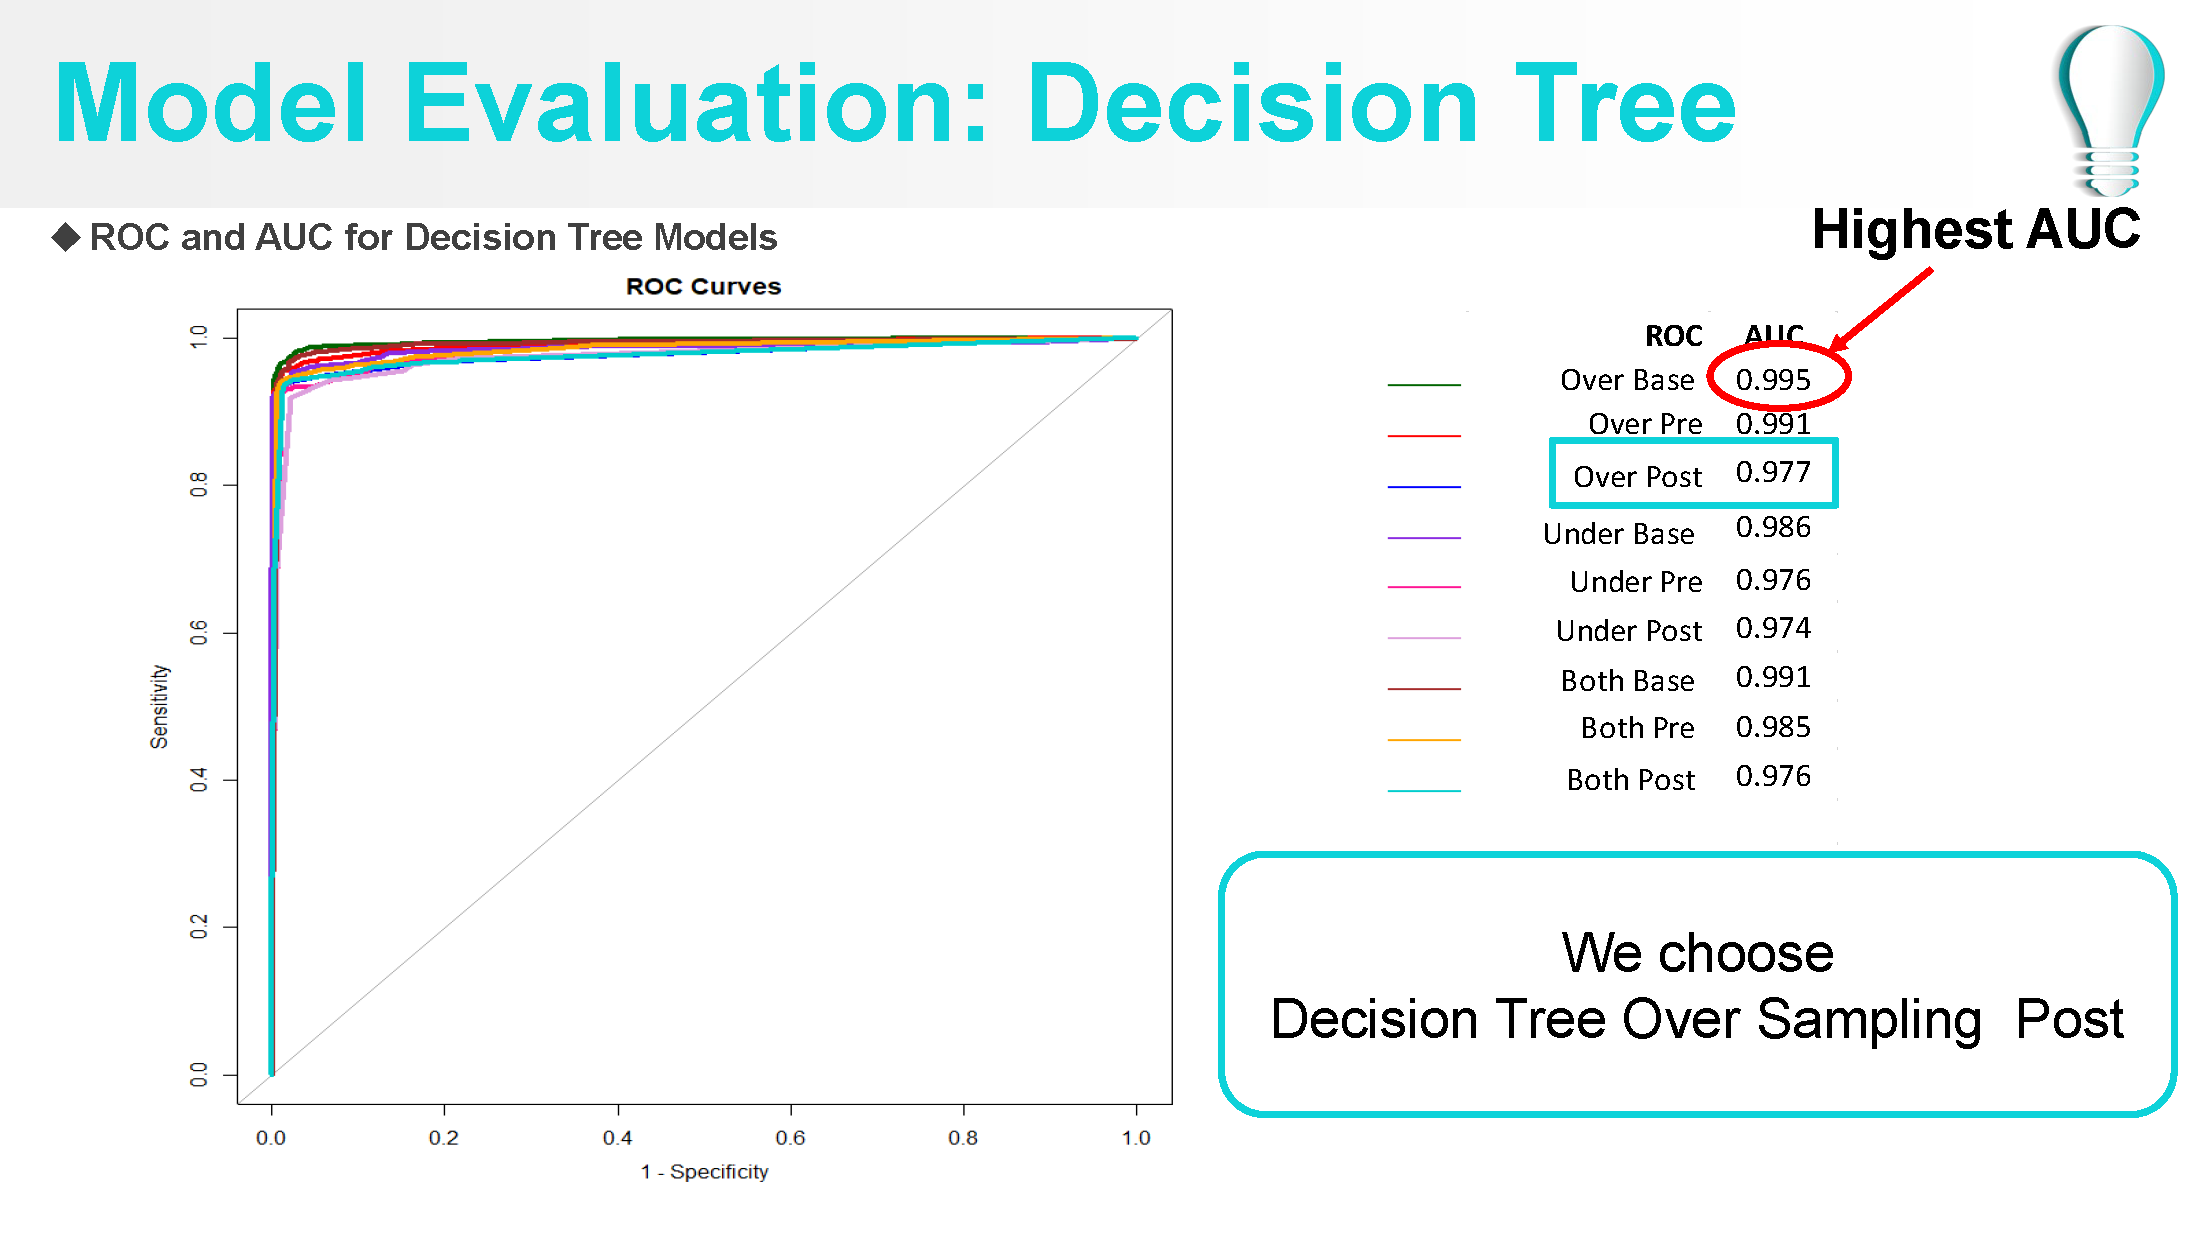 Model Evaluation: Decision Tree
◆ ROC and AUC for Decision Tree Models
Highest AUC
ROC Curves
1.0
0.8
0.6
0.4
0.2
0.0
Sensitivity
0.0 0.2 0.4 0.6 0.8 1.0
1 - Specificity
ROC AUC
Over Base 0.995
Over Pre 0.991
Over Post 0.977
Under Base 0.986
Under Pre 0.976
Under Post 0.974
Both Base 0.991
Both Pre 0.985
Both Post 0.976
We choose
Decision Tree Over Sampling Post